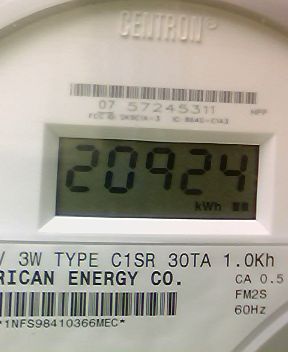 CENTRON®
07 57245311
20924
kWh
V 3W TYPE C1SR 30TA 1.0Kh
RICAN ENERGY CO.
CA 0.5
FM2S
60Hz
*1NFS98410366MEC*